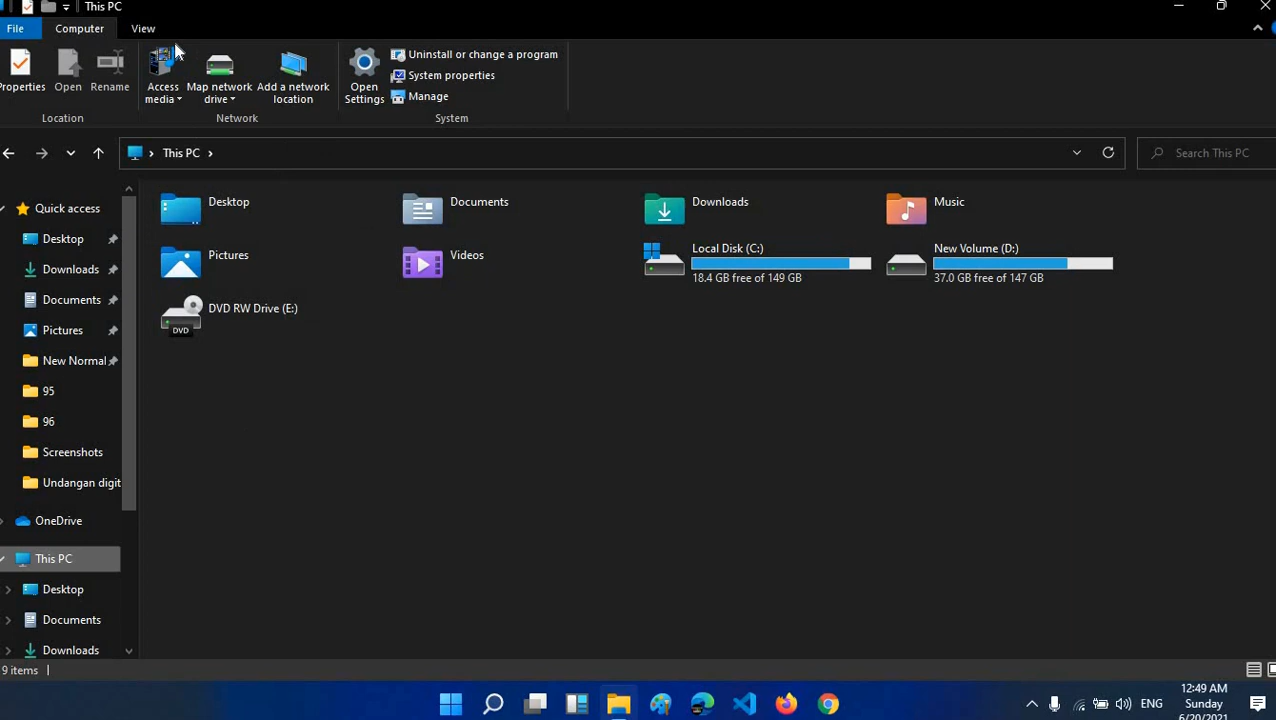 This PC
File Computer View
Properties Open Rename Access media Map network drive Add a network location Open Settings
Uninstall or change a program
System properties
Manage
Location Network System
This PC
Search This PC
Quick access
Desktop
Downloads
Documents
Pictures
New Normal
95
96
Screenshots
Undangan digit
OneDrive
This PC
Desktop
Documents
Downloads
Desktop
Documents
Downloads
Music
Pictures
Videos
Local Disk (C:)
18.4 GB free of 149 GB
New Volume (D:)
37.0 GB free of 147 GB
DVD RW Drive (E:)
DVD
9 items
ENG
12:49 AM
Sunday
6/20/2021